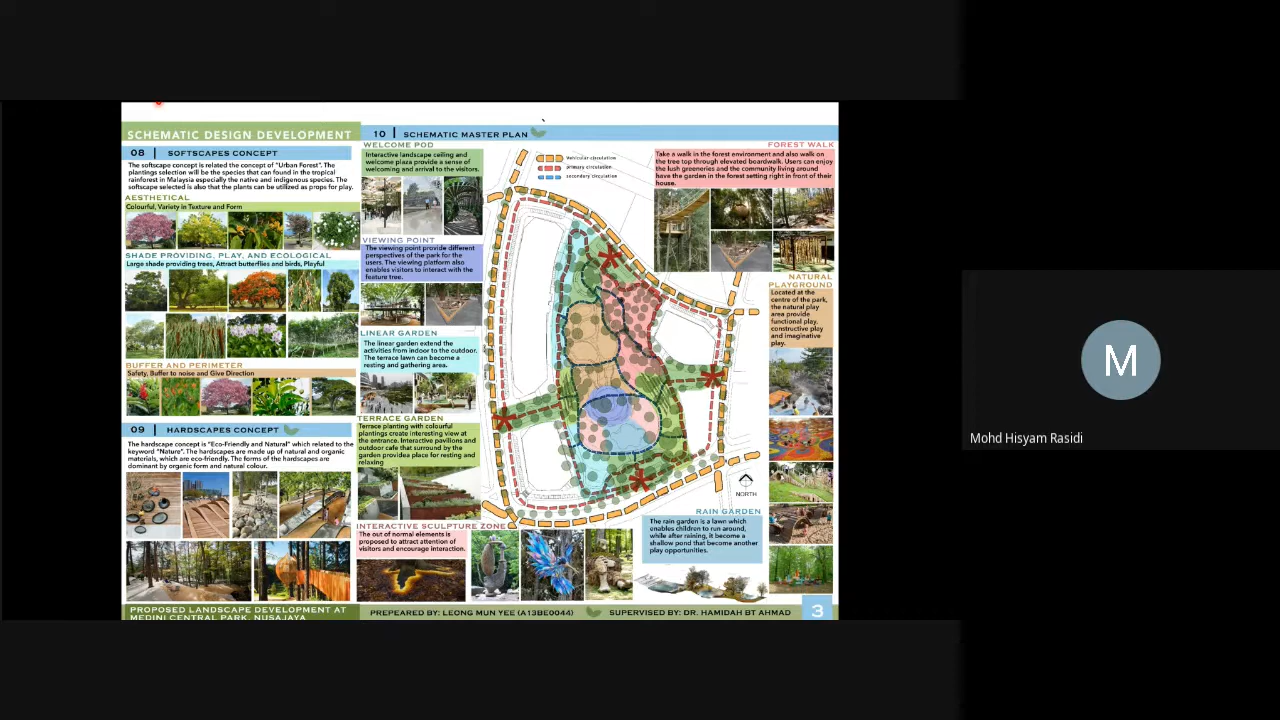 SCHEMATIC DESIGN DEVELOPMENT
08 | SOFTSCAPES CONCEPT
The softscape concept is related the concept of "Urban Forest". The
plantings selection will be the species that can found in the tropical
rainforest in Malaysia especially the native and indigenous species. The
softscape selected is also that the plants can be utilized as props for play.
AESTHETICAL
Colourful, Variety in Texture and Form
SHADE PROVIDING, PLAY, AND ECOLOGICAL
Large shade providing trees, Attract butterflies and birds, Playful
BUFFER AND PERIMETER
Safety, Buffer to noise and Give Direction
09 | HARDSCAPES CONCEPT
The hardscape concept is "Eco-Friendly and Natural" which related to the
keyword "Nature". The hardscapes are made up of natural and organic
materials, which are eco-friendly. The forms of the hardscapes are
dominant by organic form and natural colour.
10 | SCHEMATIC MASTER PLAN
WELCOME POD
Interactive landscape ceiling and
welcome plaza provide a sense of
welcoming and arrival to the visitors.
VIEWING POINT
The viewing point provide different
perspectives of the park for the
users. The viewing platform also
enables visitors to interact with the
feature tree.
LINEAR GARDEN
The linear garden extend the
activities from indoor to the outdoor.
The terrace lawn can become a
resting and gathering area.
TERRACE GARDEN
Terrace planting with colourful
plantings create interesting view at
the entrance. Interactive pavilions and
outdoor cafe that surround by the
garden providea place for resting and
relaxing
INTERACTIVE SCULPTURE ZONE
The out of normal elements is
proposed to attract attention of
visitors and encourage interaction.
Vehicular circulation
primary circulation
secondary circulation
FOREST WALK
Take a walk in the forest environment and also walk on
the tree top through elevated boardwalk. Users can enjoy
the lush greeneries and the community living around
have the garden in the forest setting right in front of their
house.
NATURAL
PLAYGROUND
Located at the
centre of the park,
the natural play
area provide
functional play,
constructive play
and imaginative
play.
NORTH
RAIN GARDEN
The rain garden is a lawn which
enables children to run around,
while after raining, it become a
shallow pond that become another
play opportunities.
PROPOSED LANDSCAPE DEVELOPMENT AT
MEDINI CENTRAL PARK, NUSAJAYA
PREPEARED BY: LEONG MUN YEE (A13BE0044)
SUPERVISED BY: DR. HAMIDAH BT AHMAD
3
M
Mohd Hisyam Rasidi